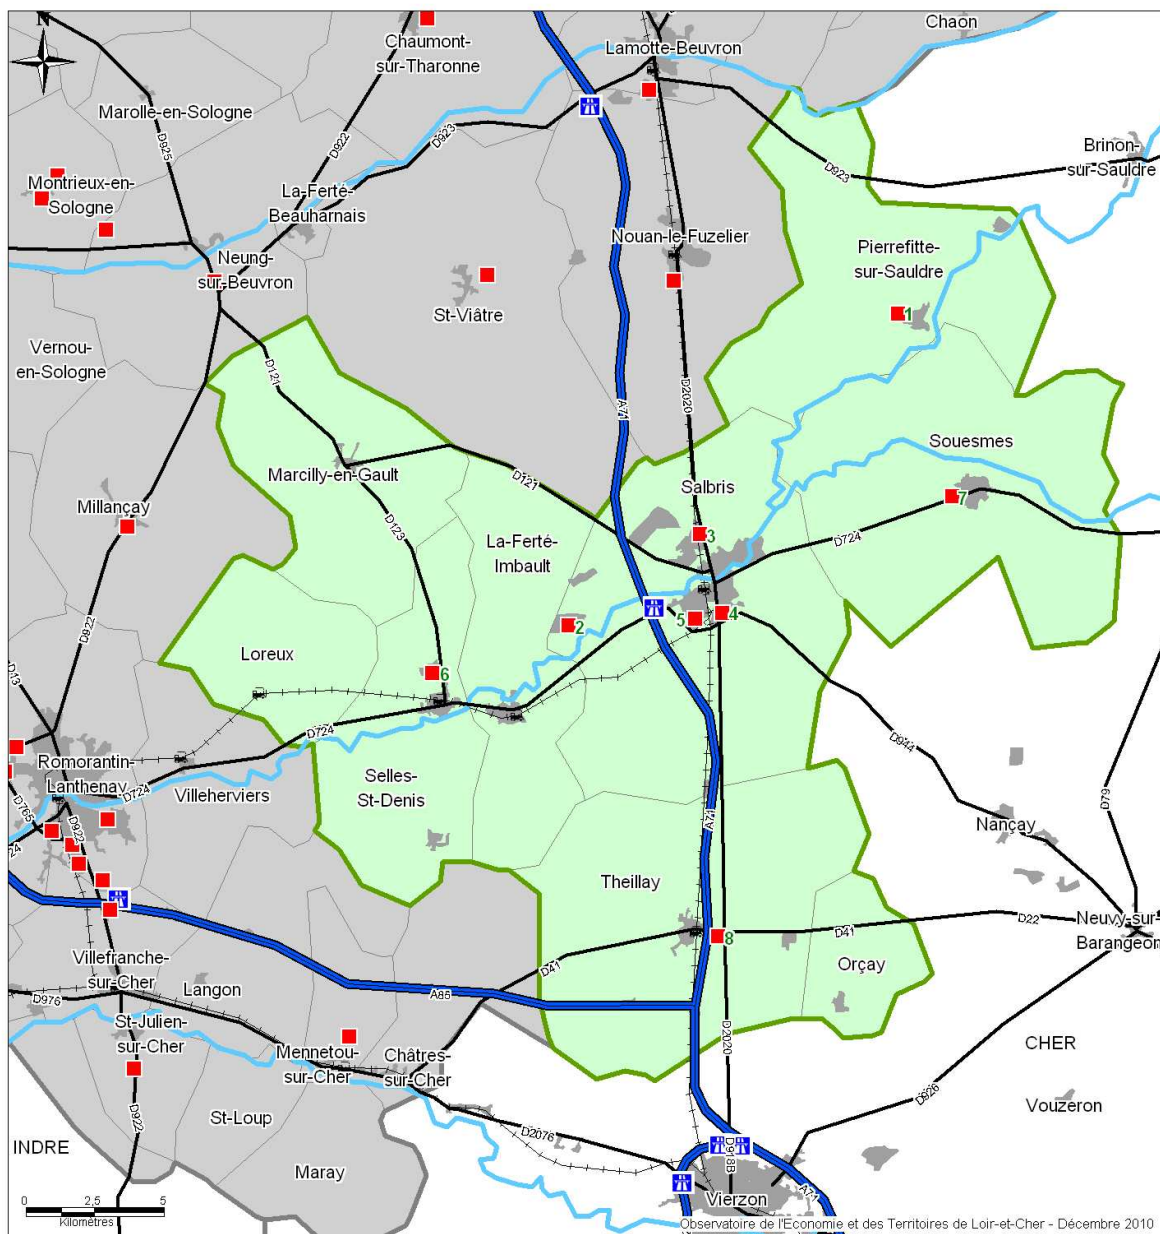 N
Chaumont-
sur-Tharonne
Lamotte-Beuvron
Chaon
Marolle-en-Sologne
D922
D923
D925
D923
Brinon-
sur-Sauldre
Montrieux-en-
Sologne
La-Ferté-
Beauharnais
Nouan-le-Fuzelier
Pierrefitte-
sur-Sauldre
Neung-
sur-Beuvron
St-Viâtre
1
Vernou-
en-Sologne
D121
D2020
A71
Souesmes
Marcilly-en-Gault
D121
Salbris
7
Millançay
D123
La-Ferté-
Imbault
3
D724
D922
5
4
2
Loreux
6
D13
D724
D944
Romorantin-
Lanthenay
D724
Villeherviers
Selles-
St-Denis
D765
D922
A71
D79
Nançay
Theillay
8
D41
D22
Neuvy-sur-
Barangeon
Villefranche-
sur-Cher
D41
Orçay
Langon
A85
D976
St-Julien-
sur-Cher
Mennetou-
sur-Cher
Châtres-
sur-Cher
D2020
CHER
D922
St-Loup
D926
Vouzeron
D2076
INDRE
D918B
Maray
Vierzon
A71
0 2,5 5
Kilomètres
Observatoire de l'Economie et des Territoires de Loir-et-Cher - Décembre 2010